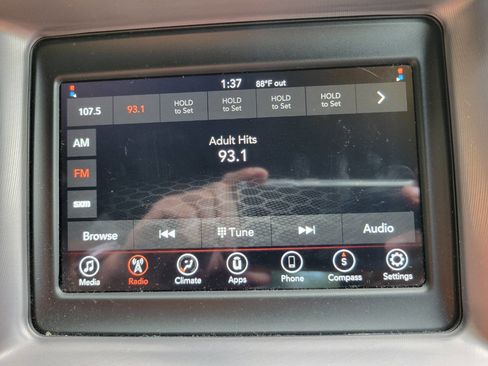 1:37 88°F out
107.5 93.1 HOLD to Set HOLD to Set HOLD to Set HOLD to Set
AM
Adult Hits
93.1
FM
sxm
Browse Tune Audio
S
Media Radio Climate Apps Phone Compass Settings